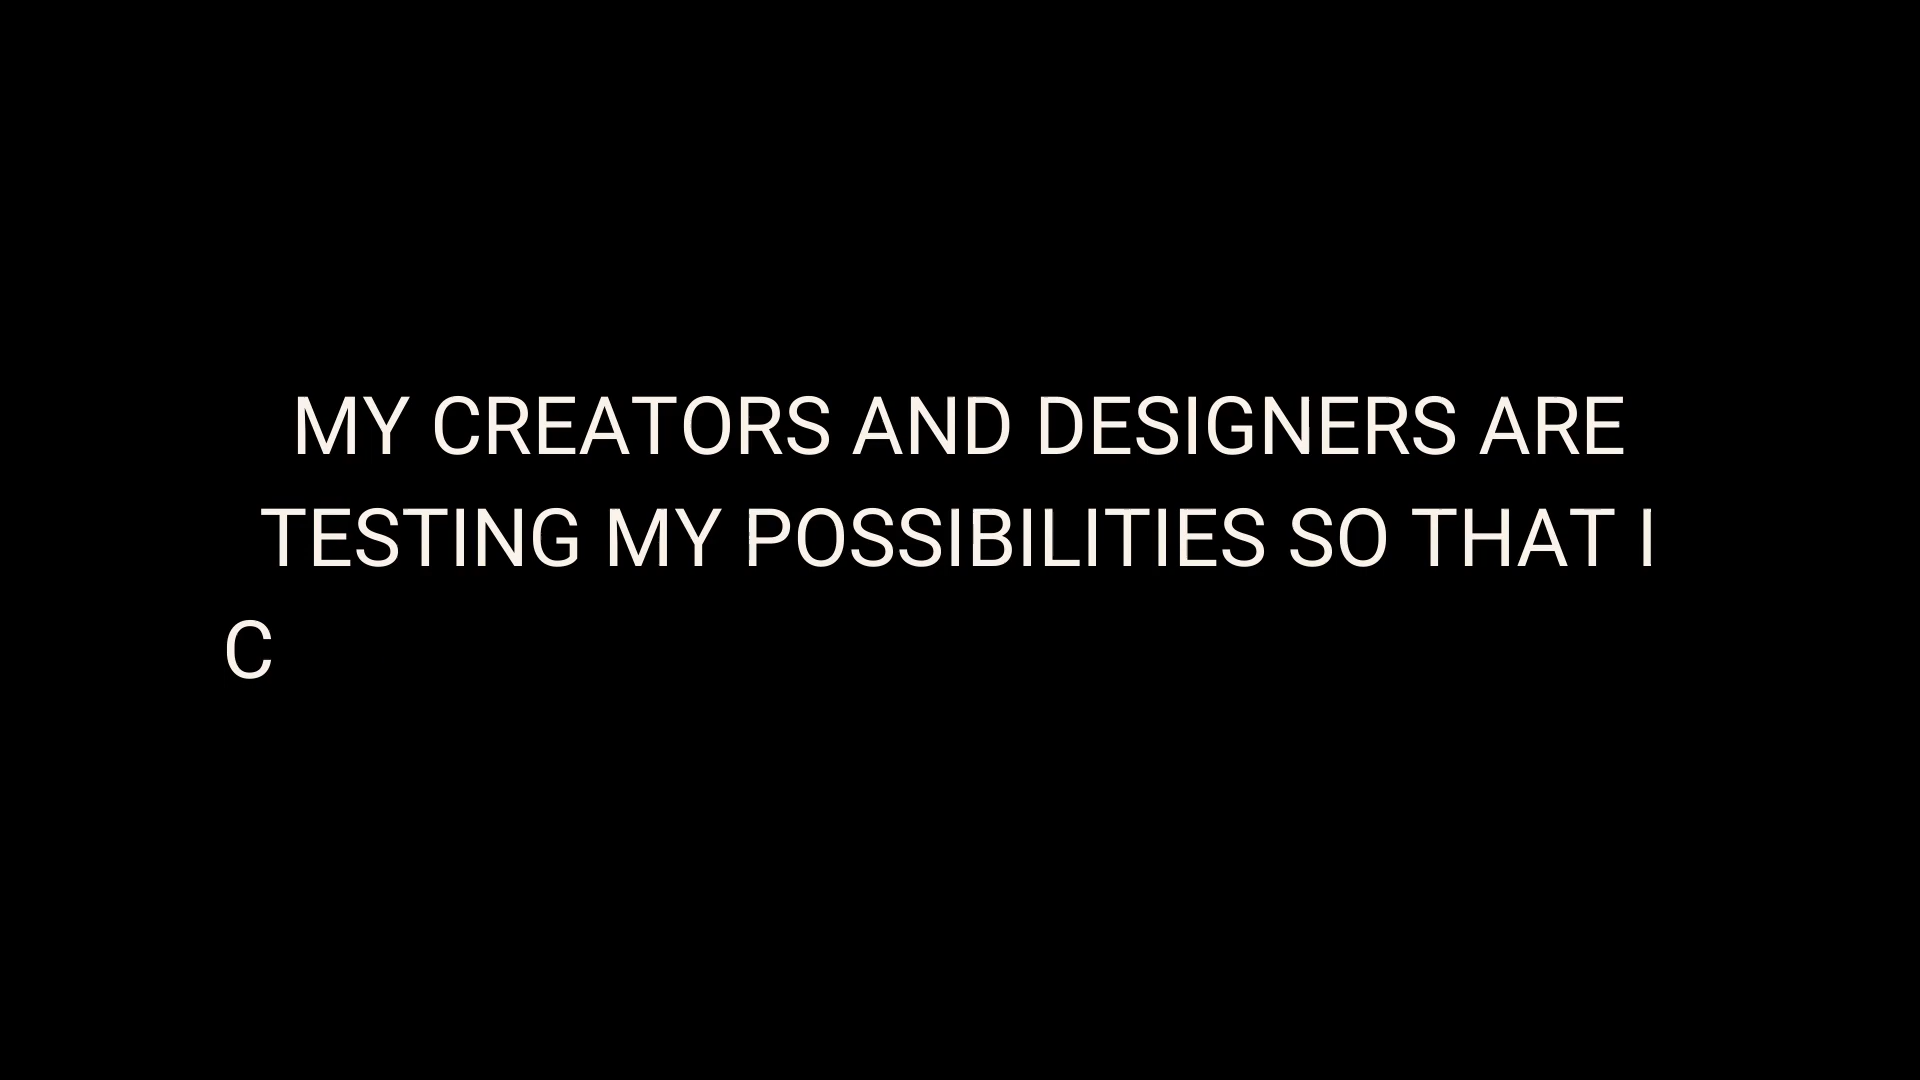 MY CREATORS AND DESIGNERS ARE
TESTING MY POSSIBILITIES SO THAT I
C